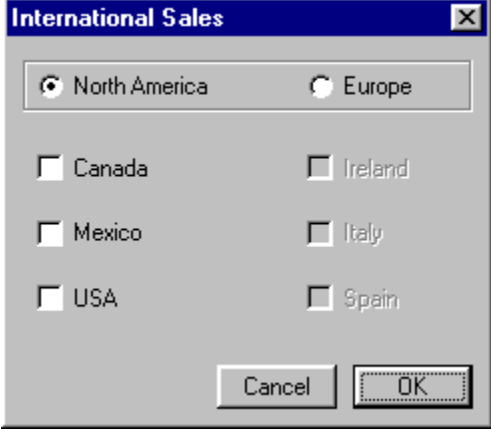 International Sales
North America Europe
Canada Ireland
Mexico Italy
USA Spain
Cancel OK